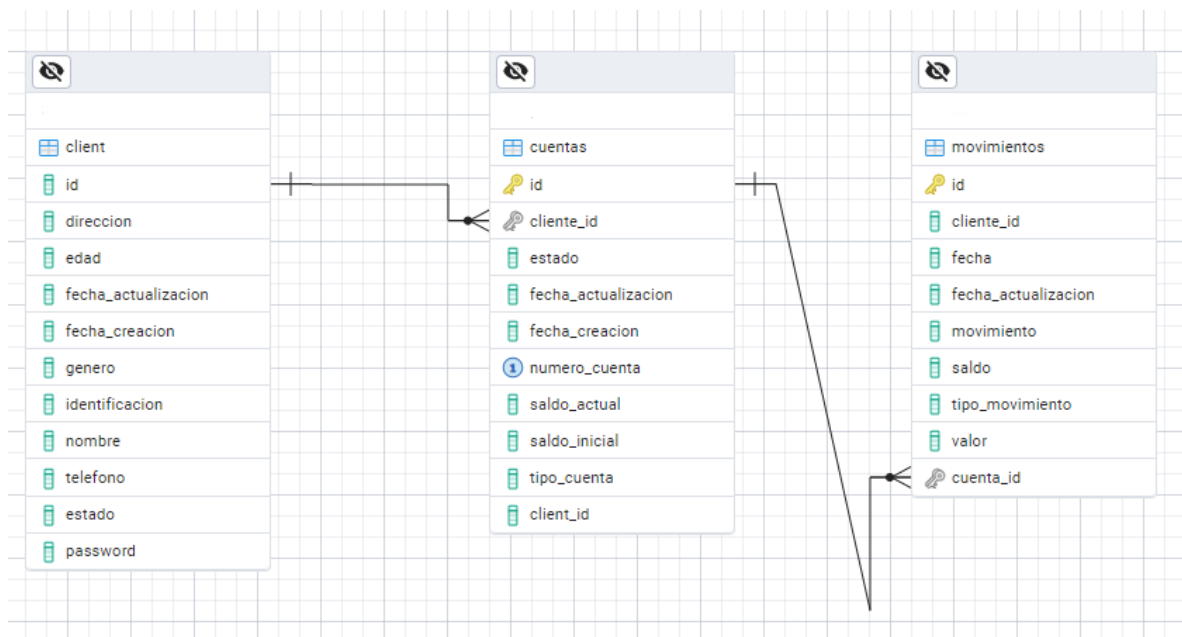 client
id
direccion
edad
fecha_actualizacion
fecha_creacion
genero
identificacion
nombre
telefono
estado
password
cuentas
id
cliente_id
estado
fecha_actualizacion
fecha_creacion
1 numero_cuenta
saldo_actual
saldo_inicial
tipo_cuenta
client_id
movimientos
id
cliente_id
fecha
fecha_actualizacion
movimiento
saldo
tipo_movimiento
valor
cuenta_id